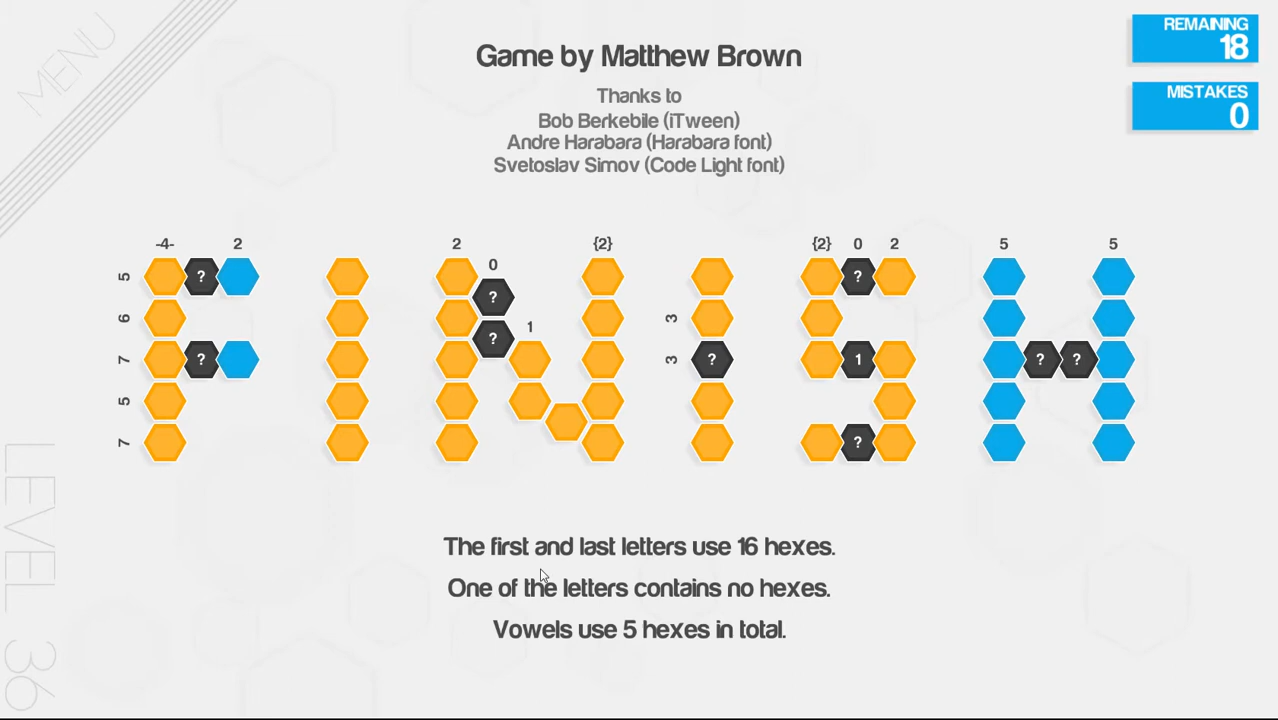 MENU
REMAINING
18
MISTAKES
0
Game by Matthew Brown
Thanks to
Bob Berkebile (iTween)
Andre Harabara (Harabara font)
Svetoslav Simov (Code Light font)
-4- 2 2 0 {2} {2} 0 2 5 5
5 ? ? ?
6 ? 1 3
7 ? 3 ? 1 ? ?
5
7 ?
The first and last letters use 16 hexes.
One of the letters contains no hexes.
Vowels use 5 hexes in total.
LEVEL 36